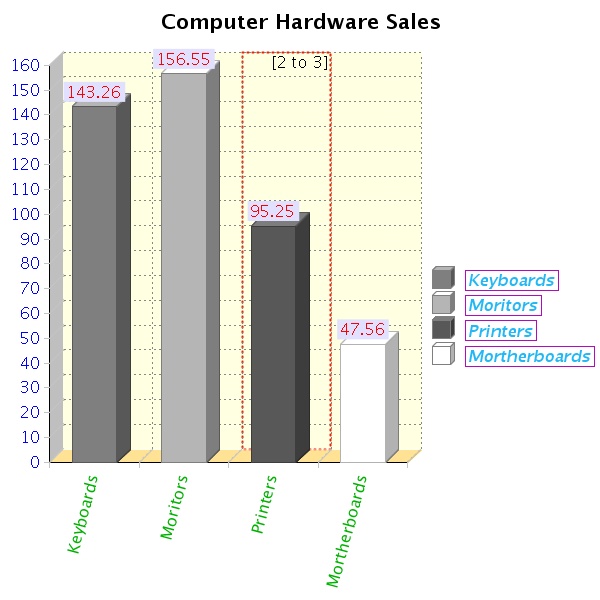 Computer Hardware Sales
160
150
140
130
120
110
100
90
80
70
60
50
40
30
20
10
0
143.26
156.55
[2 to 3]
95.25
47.56
Keyboards
Moritors
Printers
Mortherboards
Keyboards
Moritors
Printers
Mortherboards